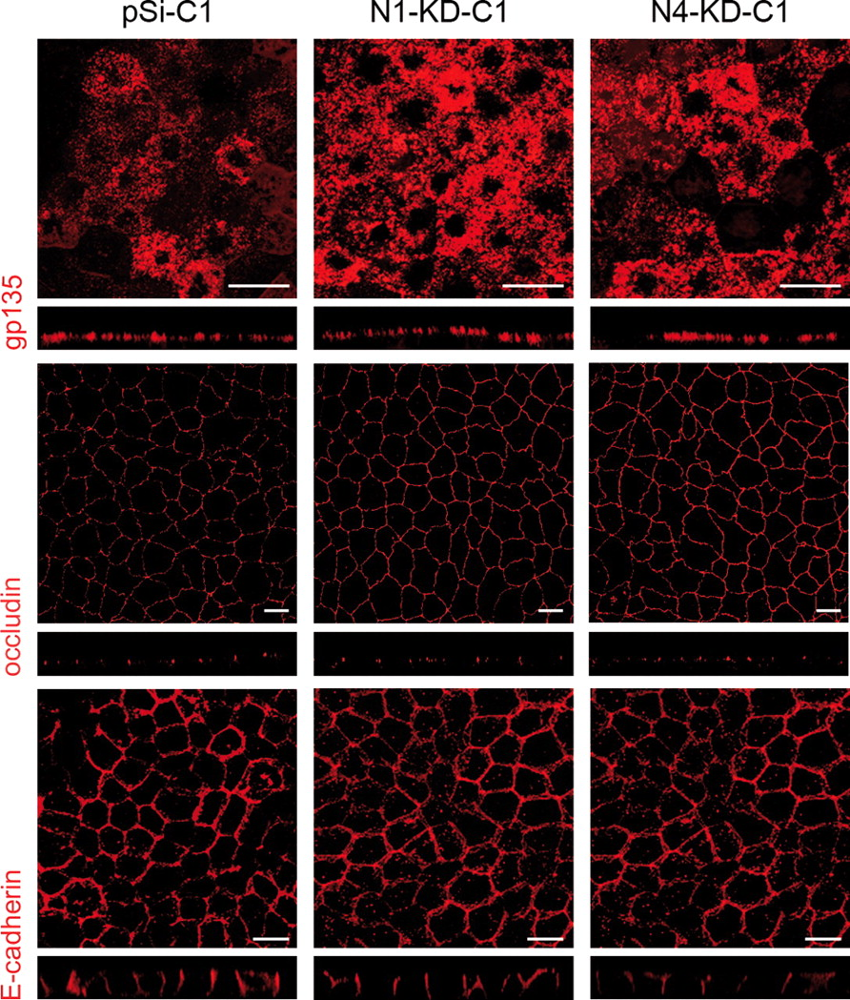 pSi-C1 N1-KD-C1 N4-KD-C1
gp135
occludin
E-cadherin